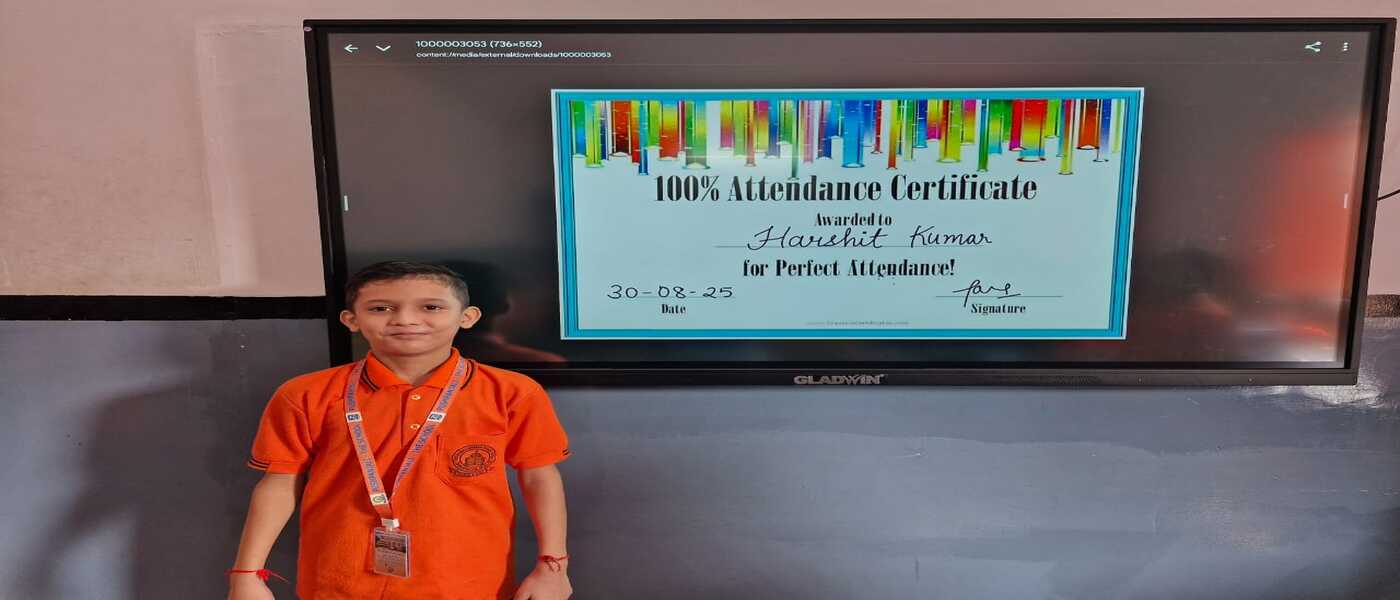 1000003053 (736×552)
content://media/external/downloads/1000003053
100% Attendance Certificate
Awarded to
Harshit Kumar
for Perfect Attendance!
30-08-25
Date
Signature
GLADWIN